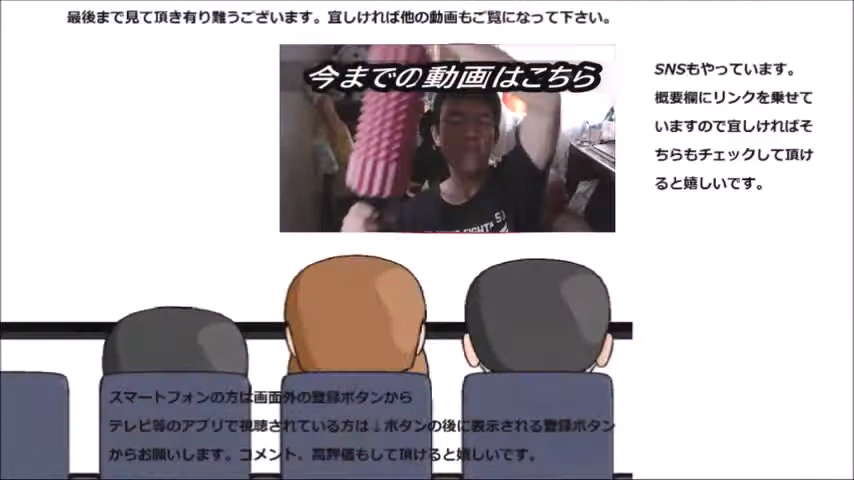 最後まで見て頂き有り難うございます。宜しければ他の動画もご覧になって下さい。
今までの動画はこちら
SNSもやっています。
概要欄にリンクを乗せて
いますので宜しければそ
ちらもチェックして頂け
ると嬉しいです。
スマートフォンの方は画面外の登録ボタンから
テレビ等のアプリで視聴されている方は↓ボタンの後に表示される登録ボタン
からお願いします。コメント、高評価もして頂けると嬉しいです。